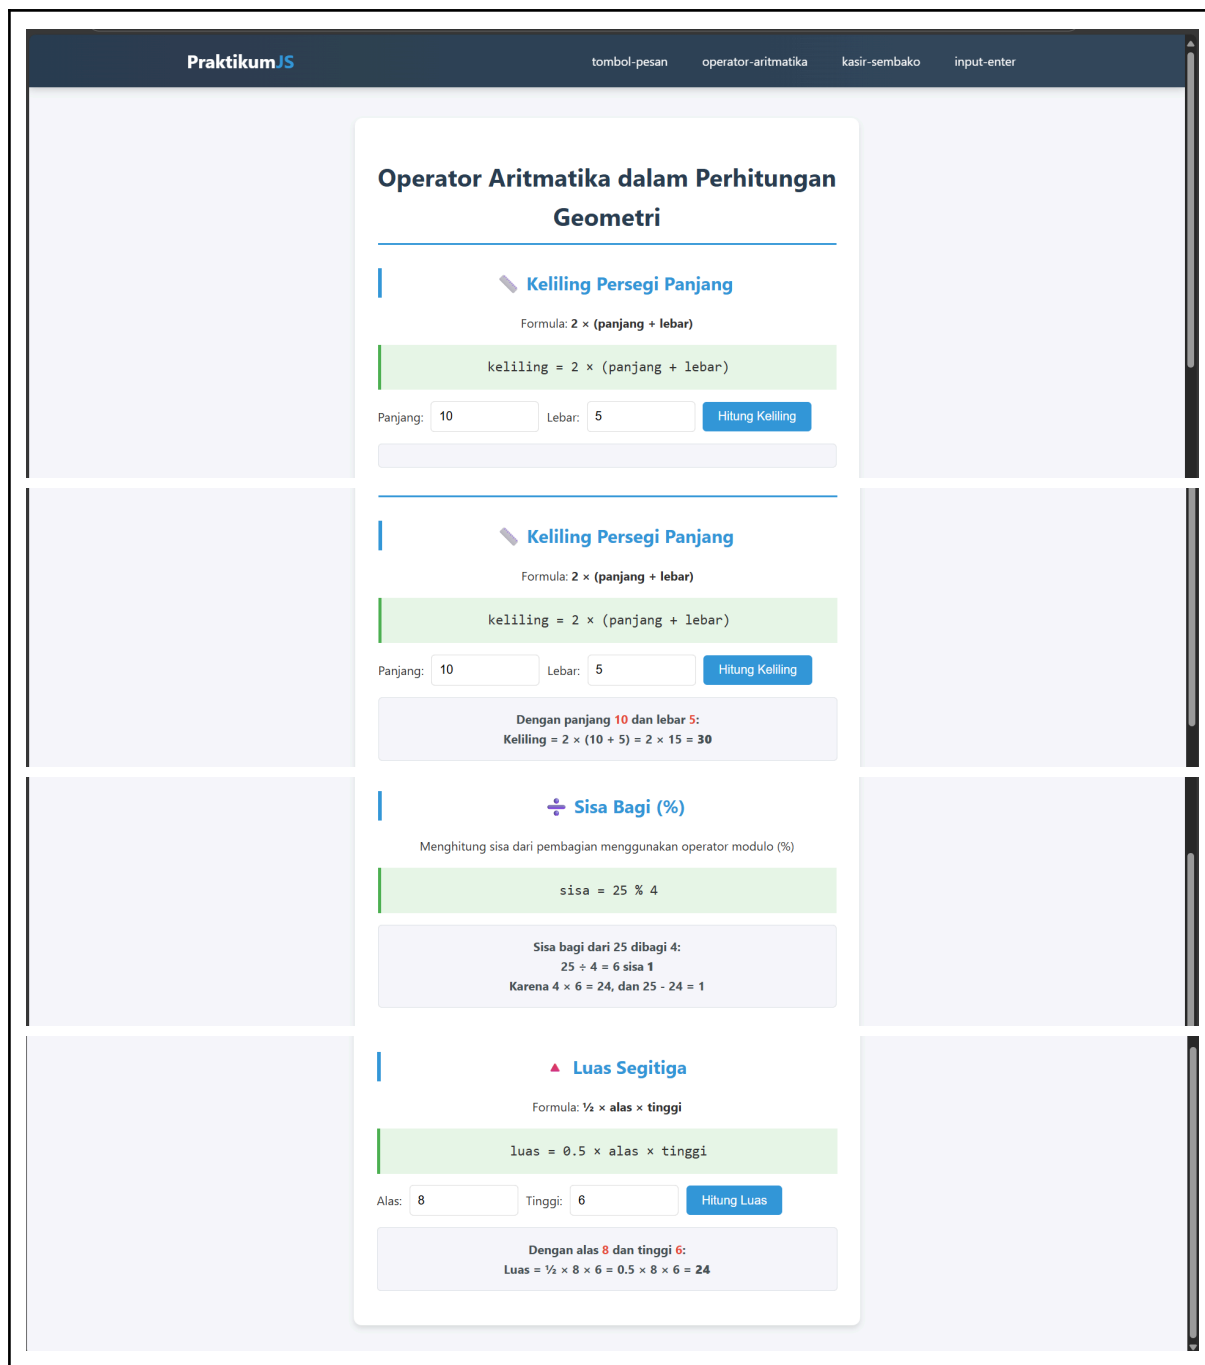 PraktikumJS
tombol-pesan operator-aritmatika kasir-sembako input-enter
Operator Aritmatika dalam Perhitungan
Geometri
Keliling Persegi Panjang
Formula: 2 × (panjang + lebar)
keliling = 2 × (panjang + lebar)
Panjang: 10 Lebar: 5 Hitung Keliling
Keliling Persegi Panjang
Formula: 2 × (panjang + lebar)
keliling = 2 × (panjang + lebar)
Panjang: 10 Lebar: 5 Hitung Keliling
Dengan panjang 10 dan lebar 5:
Keliling = 2 × (10 + 5) = 2 × 15 = 30
Sisa Bagi (%)
Menghitung sisa dari pembagian menggunakan operator modulo (%)
sisa = 25 % 4
Sisa bagi dari 25 dibagi 4:
25 ÷ 4 = 6 sisa 1
Karena 4 × 6 = 24, dan 25 - 24 = 1
Luas Segitiga
Formula: ½ × alas × tinggi
luas = 0.5 × alas × tinggi
Alas: 8 Tinggi: 6 Hitung Luas
Dengan alas 8 dan tinggi 6:
Luas = ½ × 8 × 6 = 0.5 × 8 × 6 = 24